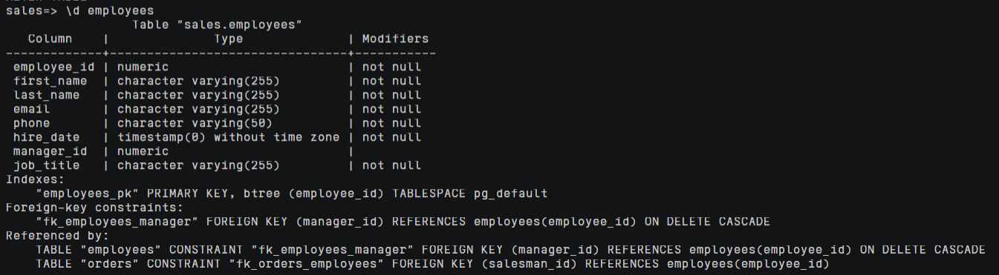 sales=> \d employees
Table "sales.employees"
Column | Type | Modifiers
-------------+--------------------------------+-----------
employee_id | numeric | not null
first_name | character varying(255) | not null
last_name | character varying(255) | not null
email | character varying(255) | not null
phone | character varying(50) | not null
hire_date | timestamp(0) without time zone | not null
manager_id | numeric |
job_title | character varying(255) | not null
Indexes:
"employees_pk" PRIMARY KEY, btree (employee_id) TABLESPACE pg_default
Foreign-key constraints:
"fk_employees_manager" FOREIGN KEY (manager_id) REFERENCES employees(employee_id) ON DELETE CASCADE
Referenced by:
TABLE "employees" CONSTRAINT "fk_employees_manager" FOREIGN KEY (manager_id) REFERENCES employees(employee_id) ON DELETE CASCADE
TABLE "orders" CONSTRAINT "fk_orders_employees" FOREIGN KEY (salesman_id) REFERENCES employees(employee_id)